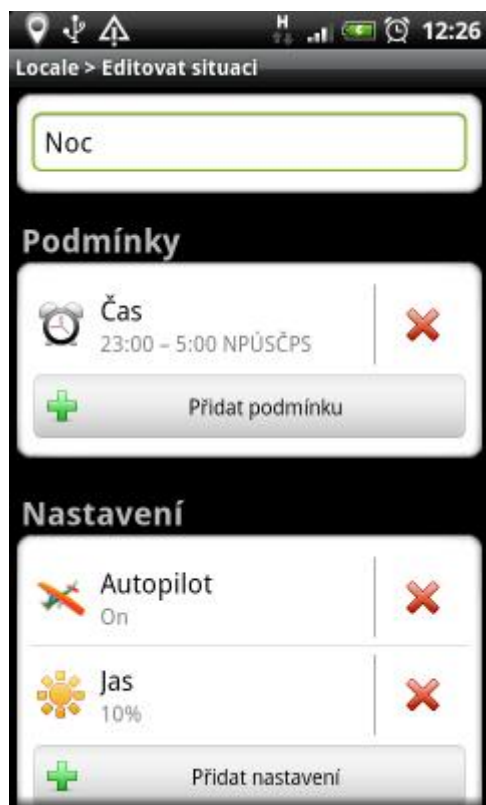 H
12:26
Locale > Editovat situaci
Noc
Podmínky
Čas
23:00 – 5:00 NPÚSČPS
Přidat podmínku
Nastavení
Autopilot
On
Jas
10%
Přidat nastavení